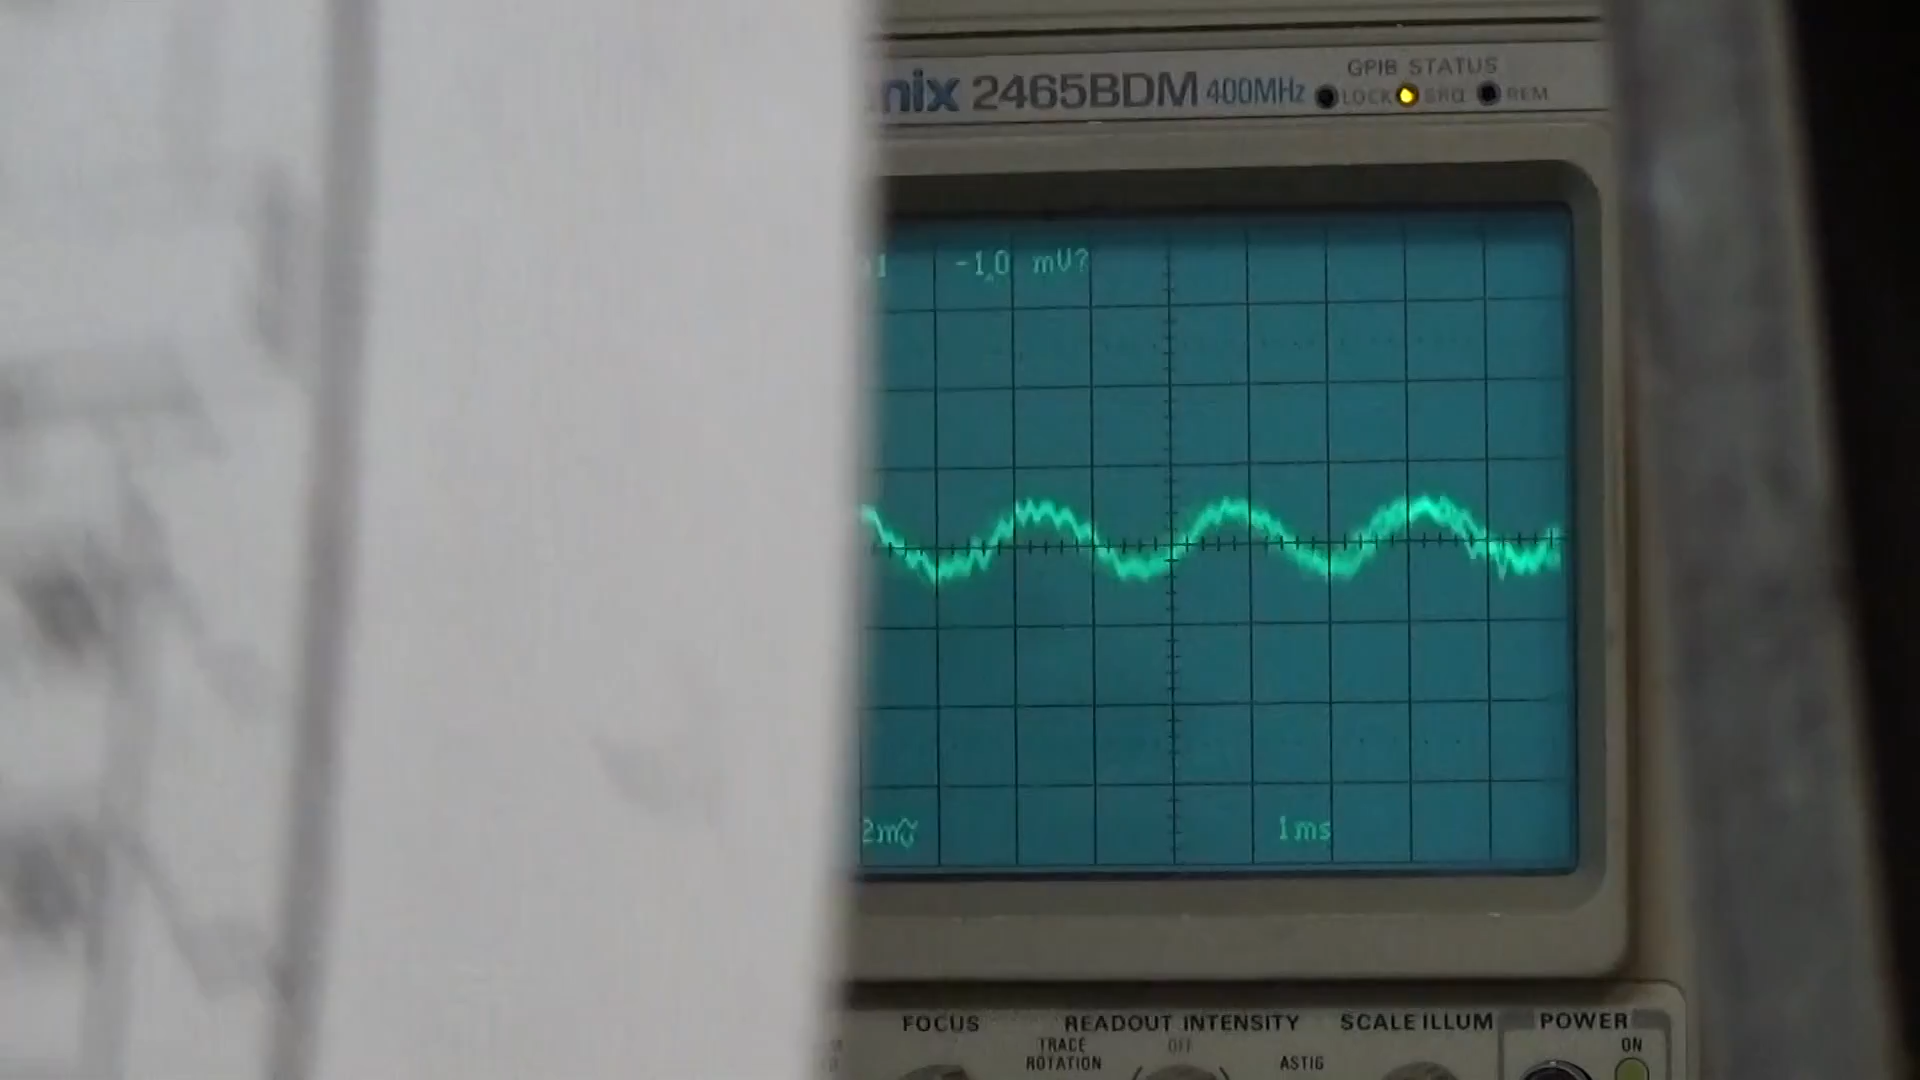 nix 2465BDM 400MHz
GPIB STATUS
LOCK SRQ REM
-1.0 mV?
2mV
1ms
FOCUS
READOUT INTENSITY
SCALE ILLUM
POWER
TRACE
ROTATION
OFF
ASTIG
ON